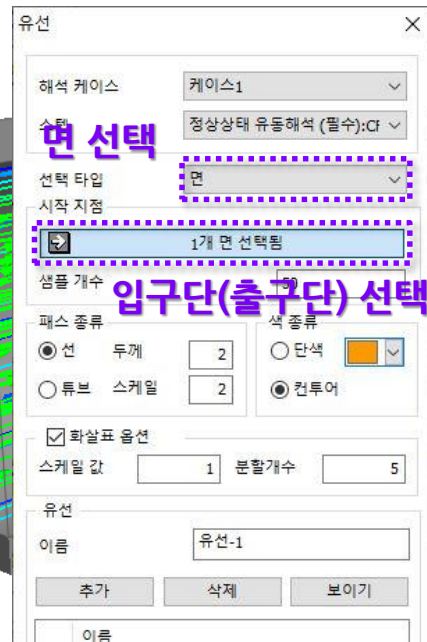 유선
해석 케이스 케이스1
스텝 정상상태 유동해석 (필수):CF
면 선택
선택 타입 면
시작 지점
1개 면 선택됨
샘플 개수 50
입구단(출구단) 선택
패스 종류 색 종류
선 두께 2 단색
튜브 스케일 2 컨투어
화살표 옵션
스케일 값 1 분할개수 5
유선
이름 유선-1
추가 삭제 보이기
이름